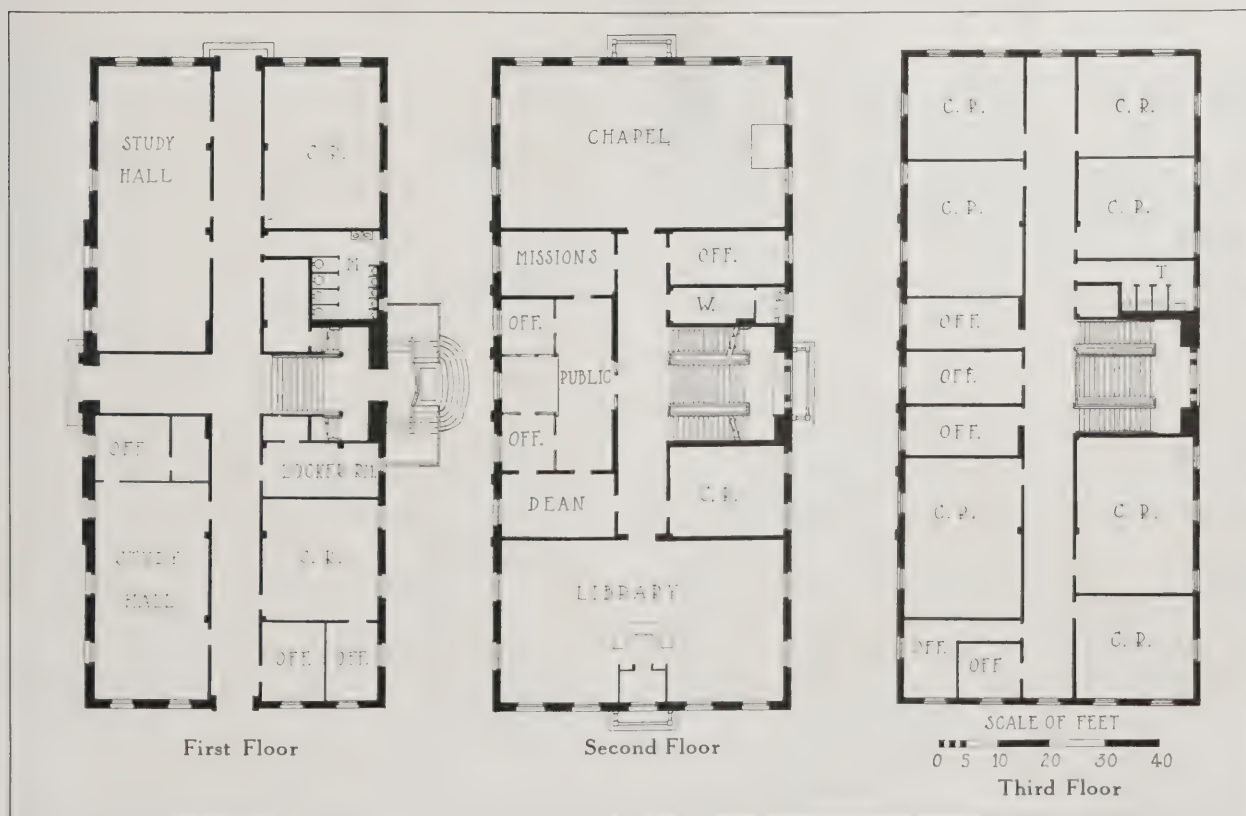 STUDY
HALL
C. R.
M
OFF.
LOCKER RM.
STUDY
HALL
C. R.
OFF.
OFF.
First Floor
CHAPEL
MISSIONS
OFF.
W.
OFF.
PUBLIC
OFF.
DEAN
C. R.
LIBRARY
Second Floor
C. R.
C. R.
C. R.
C. R.
T
OFF.
OFF.
OFF.
C. R.
C. R.
OFF.
OFF
C. R.
SCALE OF FEET
0 5 10 20 30 40
Third Floor